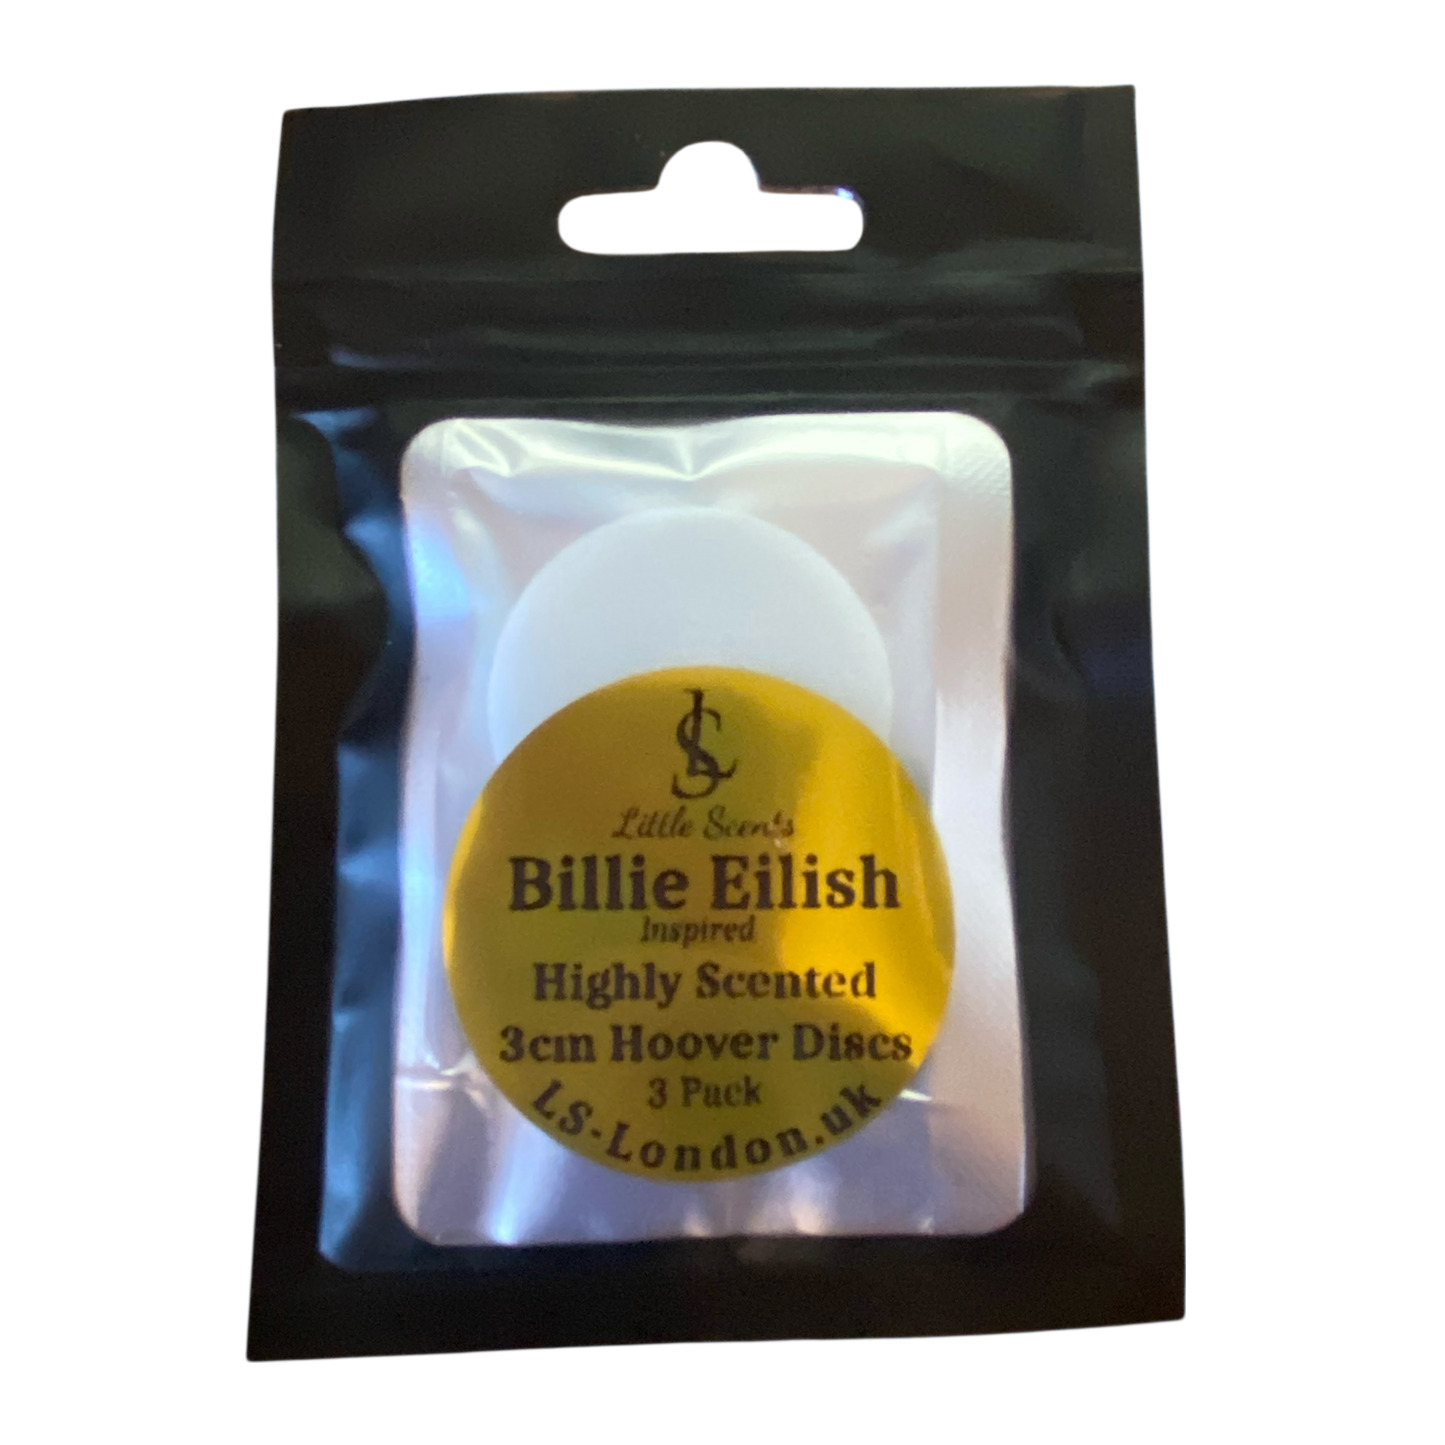 LS
Little Scents
Billie Eilish
Inspired
Highly Scented
3cm Hoover Discs
3 Pack
LS-London.uk